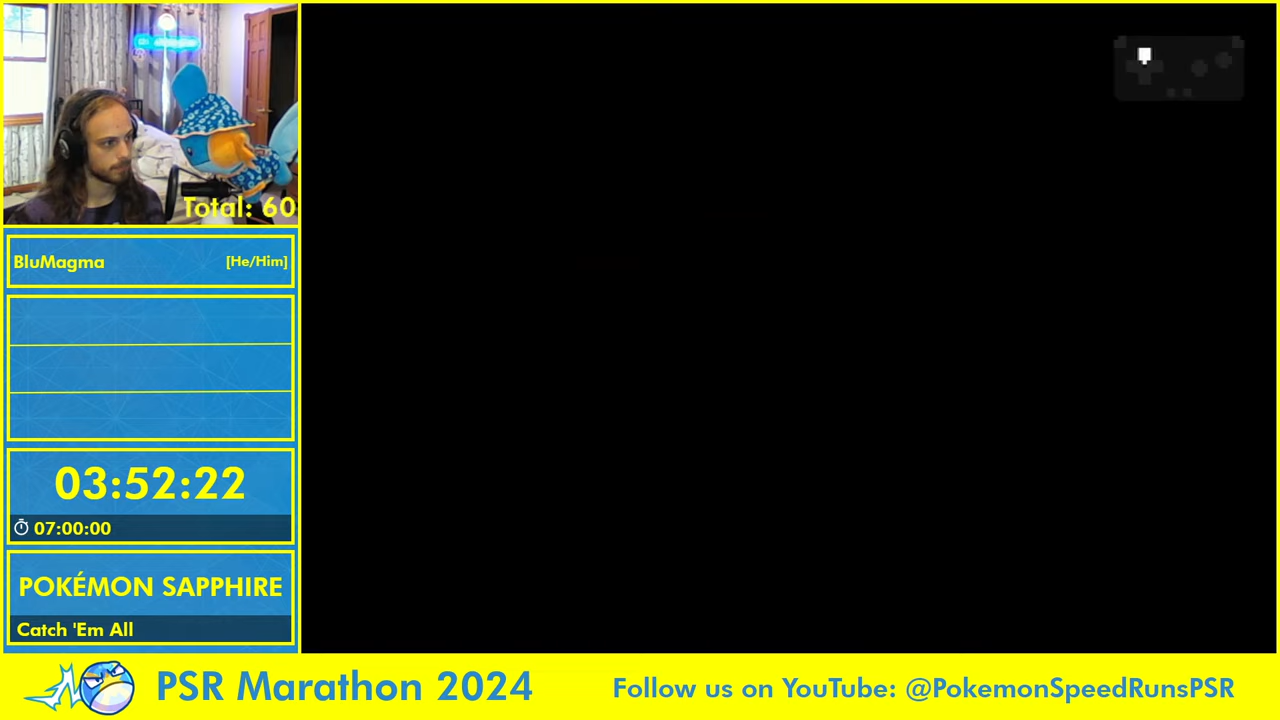 Total: 60
BluMagma
[He/Him]
03:52:22
07:00:00
POKÉMON SAPPHIRE
Catch 'Em All
PSR Marathon 2024
Follow us on YouTube: @PokemonSpeedRunsPSR